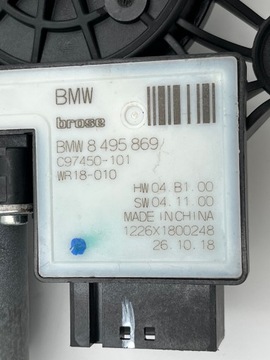 BMW
brose
BMW 8 495 869
C97450-101
WR18-010
HW 04.B1.00
SW 04.11.00
MADE IN CHINA
1226X1800248
26.10.18